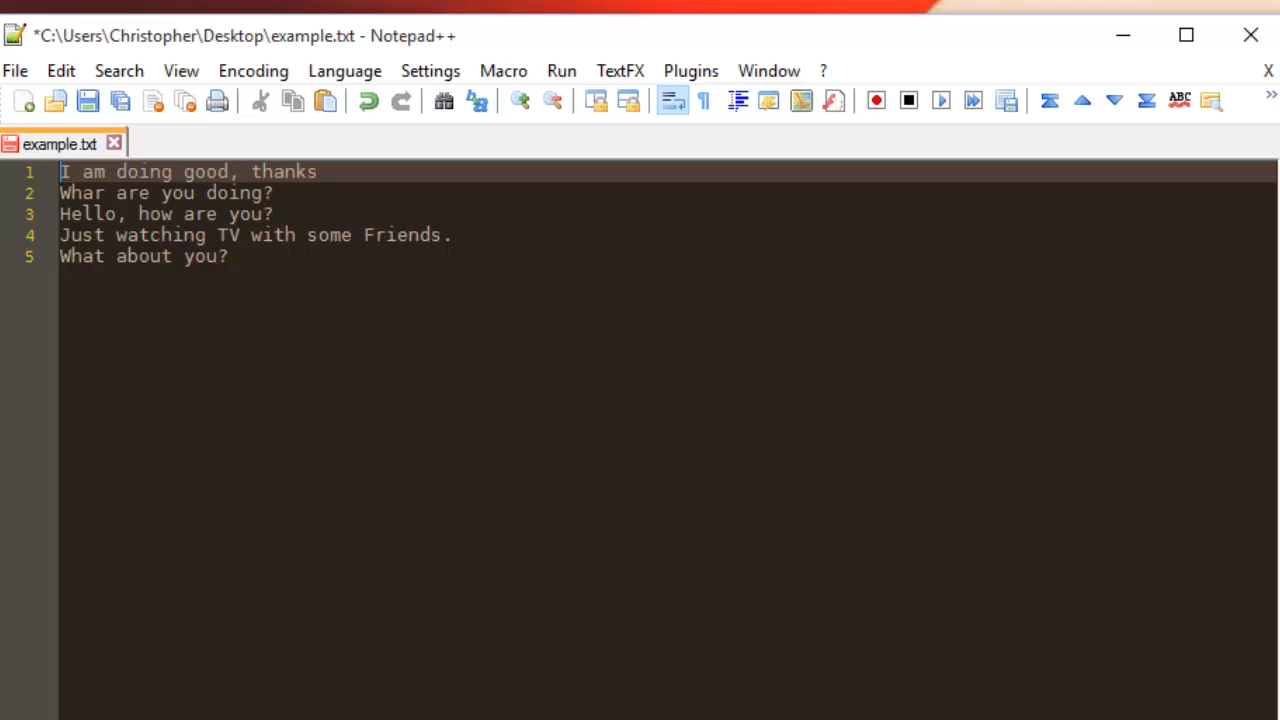 *C:\Users\Christopher\Desktop\example.txt - Notepad++
File Edit Search View Encoding Language Settings Macro Run TextFX Plugins Window ? X
ABC
example.txt
1 I am doing good, thanks
2 Whar are you doing?
3 Hello, how are you?
4 Just watching TV with some Friends.
5 What about you?